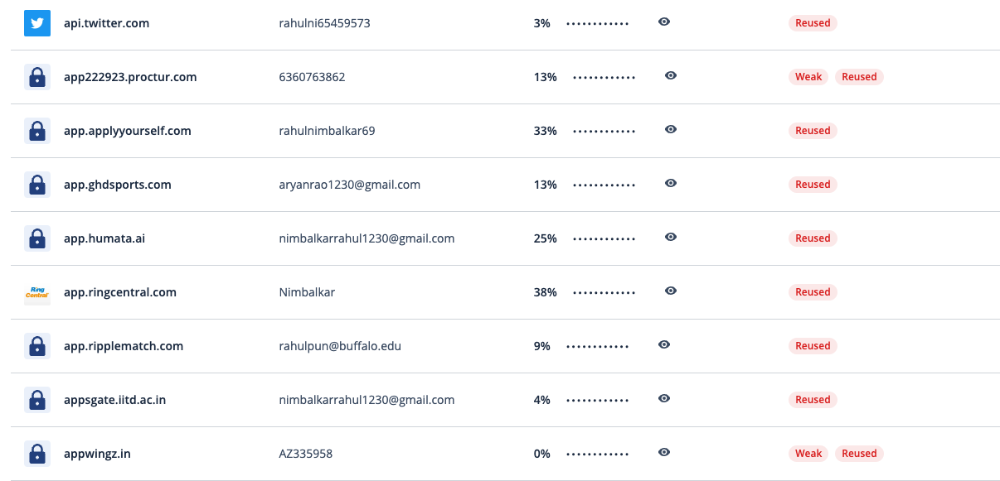 api.twitter.com rahulni65459573 3% •••••••••••• Reused
app222923.proctur.com 6360763862 13% •••••••••••• Weak Reused
app.applyyourself.com rahulnimbalkar69 33% •••••••••••• Reused
app.ghdsports.com aryanrao1230@gmail.com 13% •••••••••••• Reused
app.humata.ai nimbalkarrahul1230@gmail.com 25% •••••••••••• Reused
Ring
Central
app.ringcentral.com Nimbalkar 38% •••••••••••• Reused
app.ripplematch.com rahulpun@buffalo.edu 9% •••••••••••• Reused
appsgate.iitd.ac.in nimbalkarrahul1230@gmail.com 4% •••••••••••• Reused
appwingz.in AZ335958 0% •••••••••••• Weak Reused